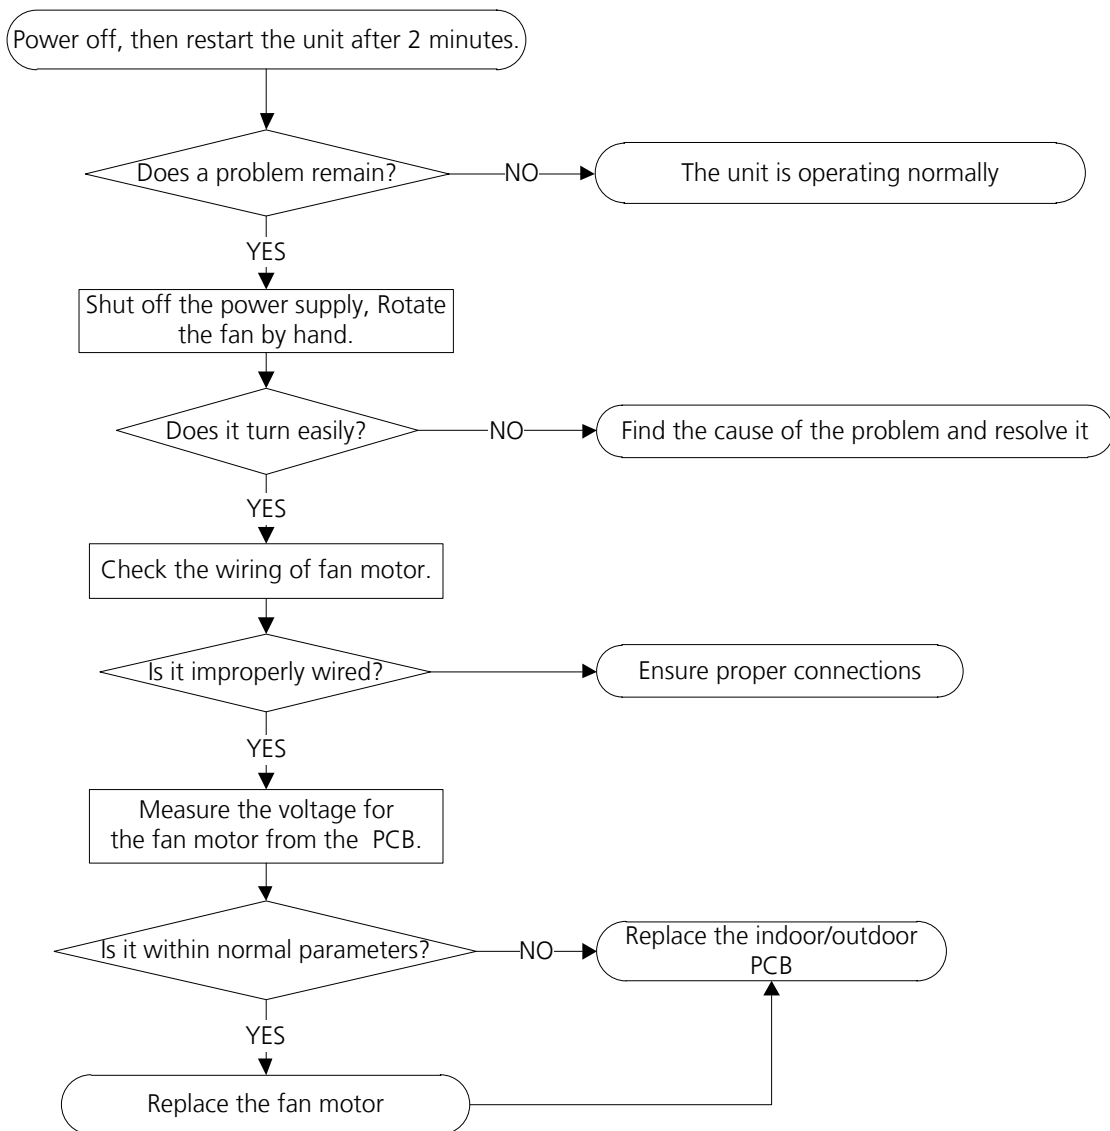 Power off, then restart the unit after 2 minutes.
Does a problem remain?
NO
The unit is operating normally
YES
Shut off the power supply, Rotate
the fan by hand.
Does it turn easily?
NO
Find the cause of the problem and resolve it
YES
Check the wiring of fan motor.
Is it improperly wired?
Ensure proper connections
YES
Measure the voltage for
the fan motor from the PCB.
Is it within normal parameters?
NO
Replace the indoor/outdoor
PCB
YES
Replace the fan motor